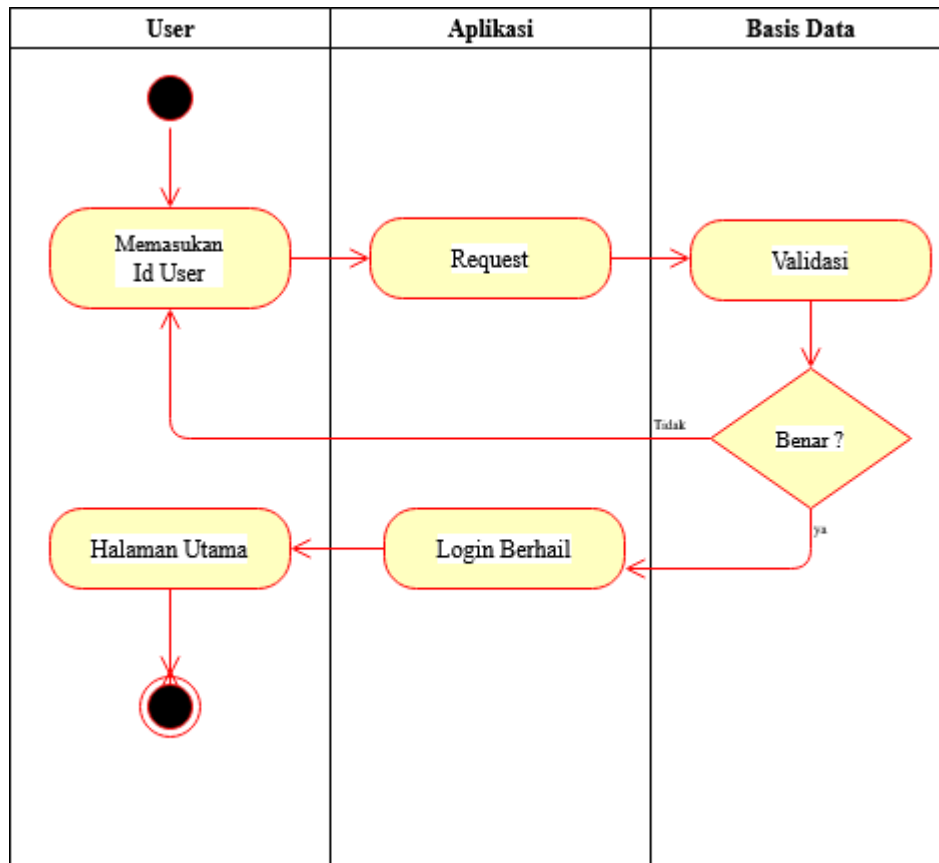 User
Aplikasi
Basis Data
Memasukan
Id User
Request
Validasi
Benar ?
Tidak
ya
Halaman Utama
Login Berhail